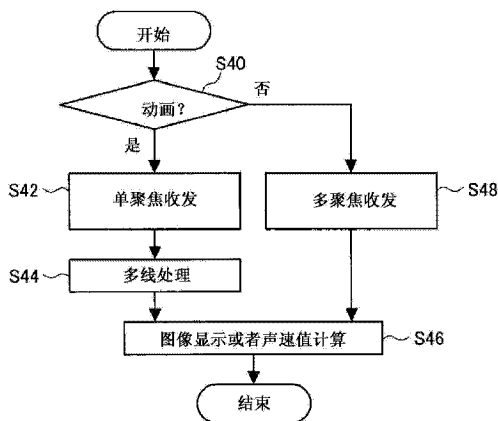 开始
S40
动画?
否
是
S42
单聚焦收发
多聚焦收发
S48
S44
多线处理
图像显示或者声速值计算
S46
结束